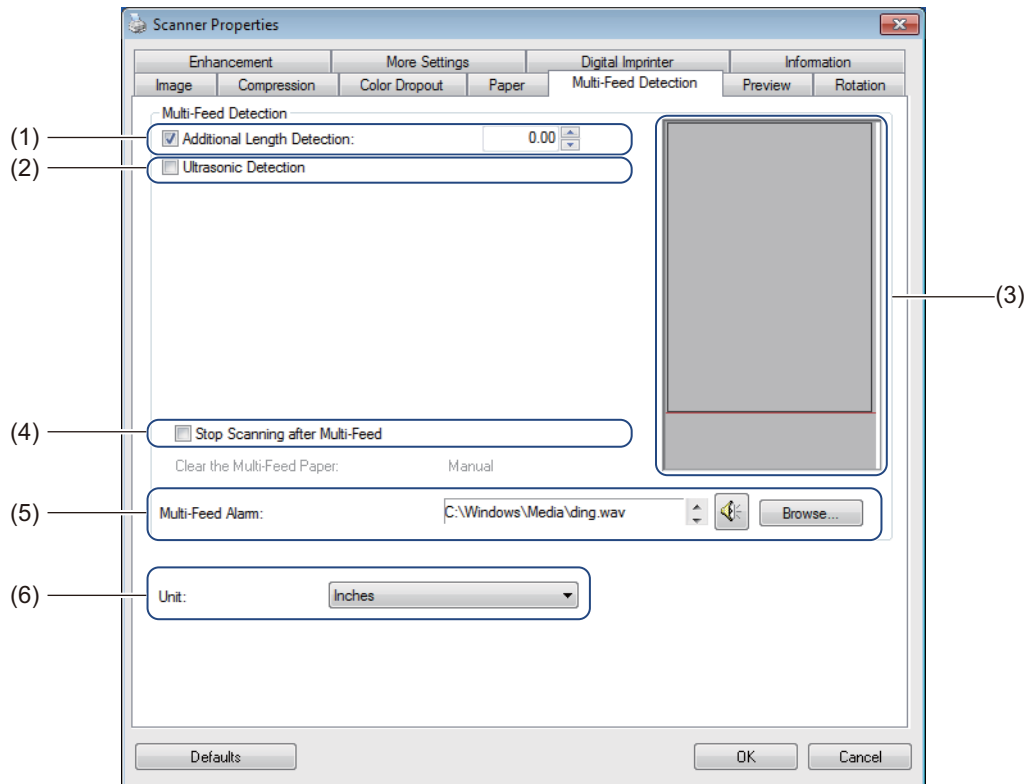 Scanner Properties
Enhancement More Settings Digital Imprinter Information
Image Compression Color Dropout Paper Multi-Feed Detection Preview Rotation
Multi-Feed Detection
(1) Additional Length Detection: 0.00
(2) Ultrasonic Detection
(3)
(4) Stop Scanning after Multi-Feed
Clear the Multi-Feed Paper: Manual
(5) Multi-Feed Alarm: C:\Windows\Media\ding.wav Browse...
(6) Unit: Inches
Defaults OK Cancel